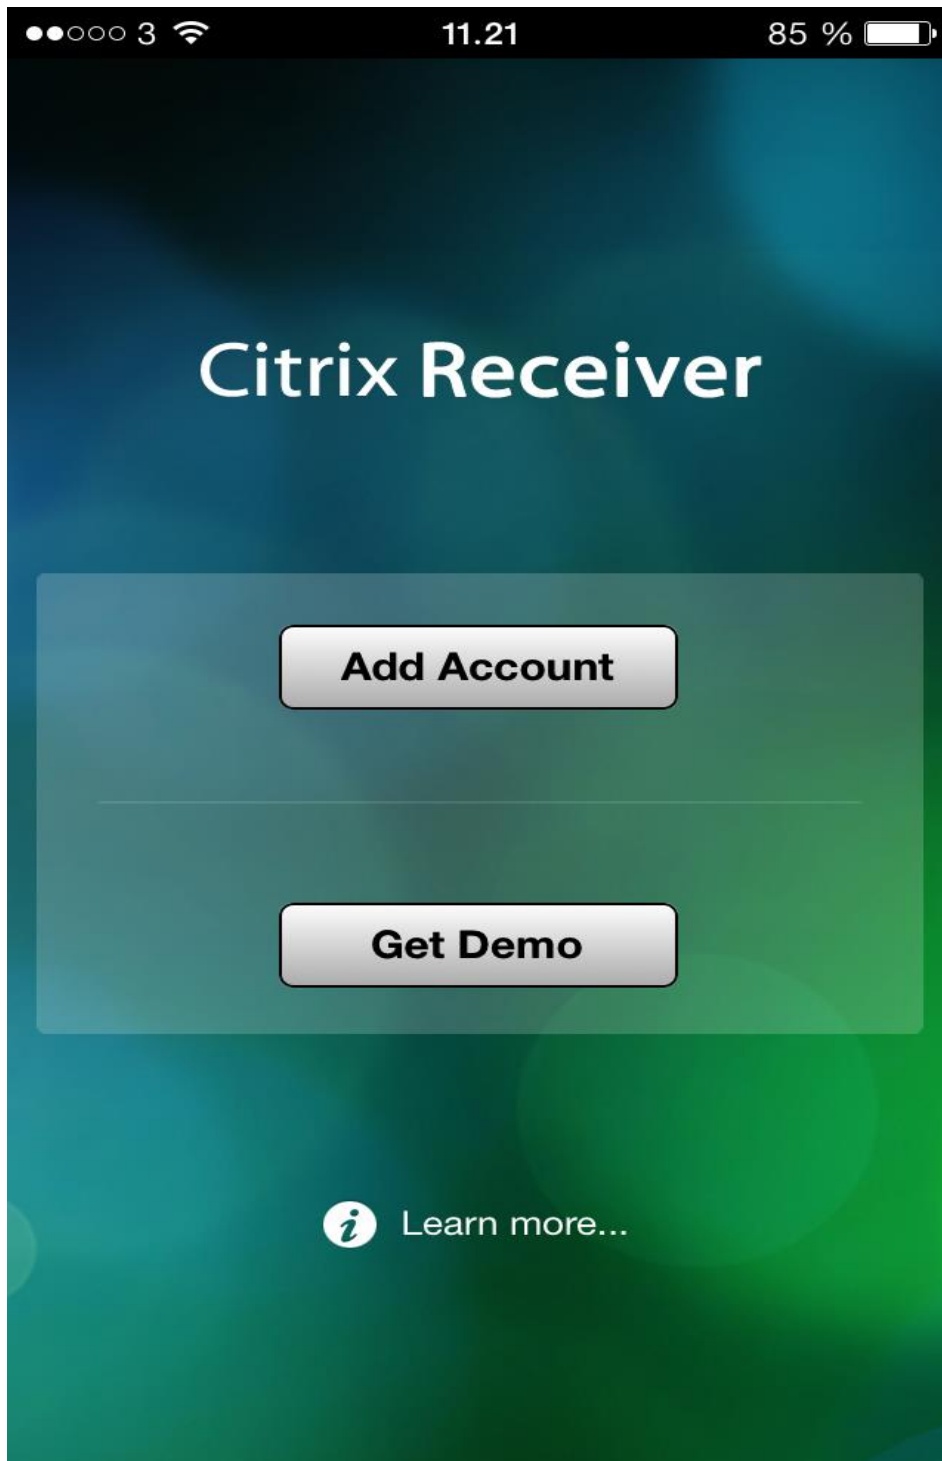 3 11.21 85 %
Citrix Receiver
Add Account
Get Demo
i Learn more...